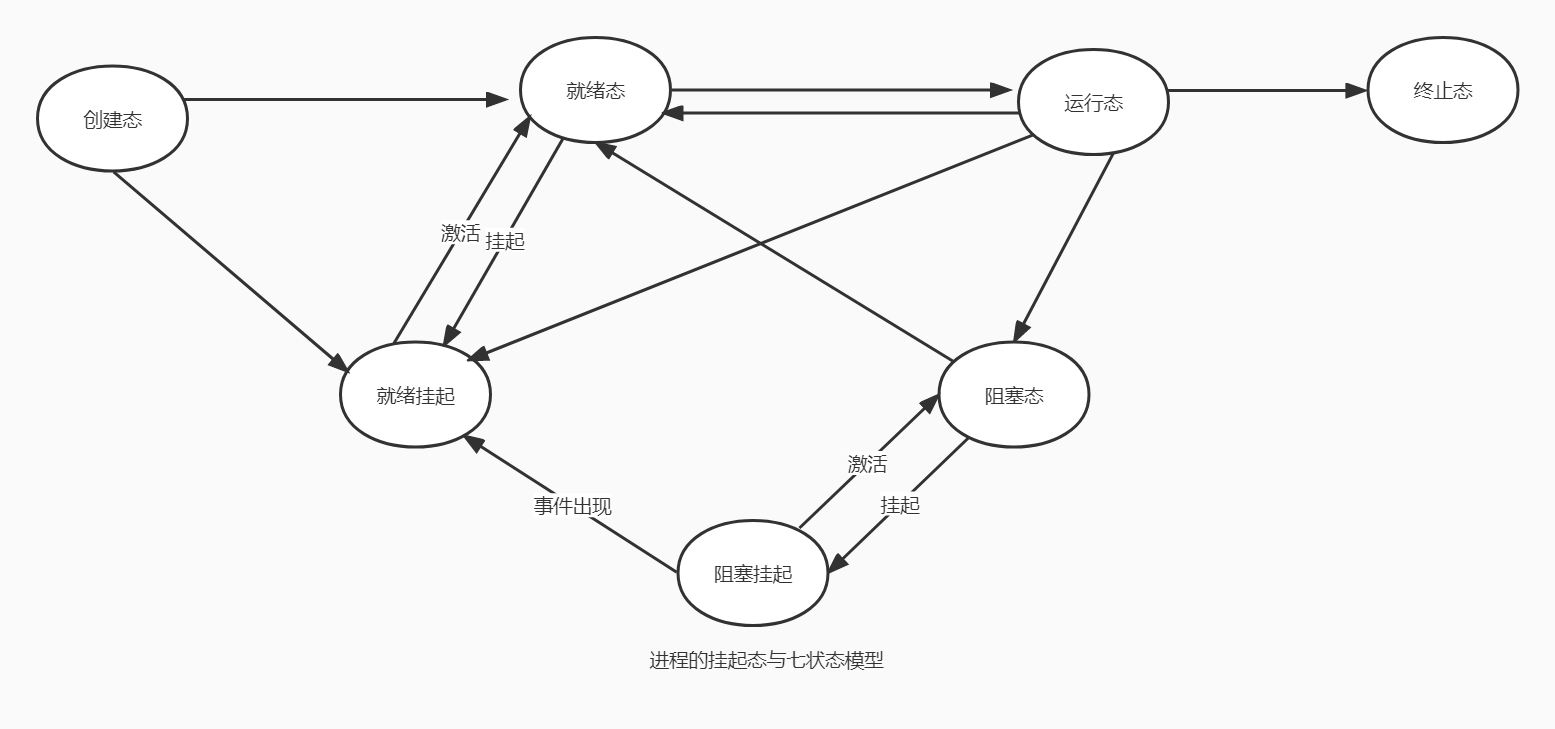 创建态
就绪态
运行态
终止态
激活
挂起
就绪挂起
阻塞态
激活
挂起
事件出现
阻塞挂起
进程的挂起态与七状态模型